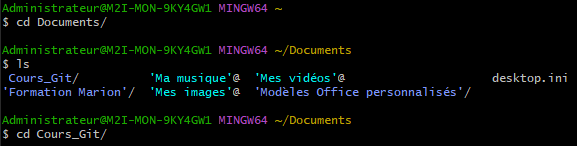 Administrateur@M2I-MON-9KY4GW1 MINGW64 ~
$ cd Documents/
Administrateur@M2I-MON-9KY4GW1 MINGW64 ~/Documents
$ ls
Cours_Git/ 'Ma musique'@ 'Mes vidéos'@ desktop.ini
'Formation Marion'/ 'Mes images'@ 'Modèles Office personnalisés'/
Administrateur@M2I-MON-9KY4GW1 MINGW64 ~/Documents
$ cd Cours_Git/